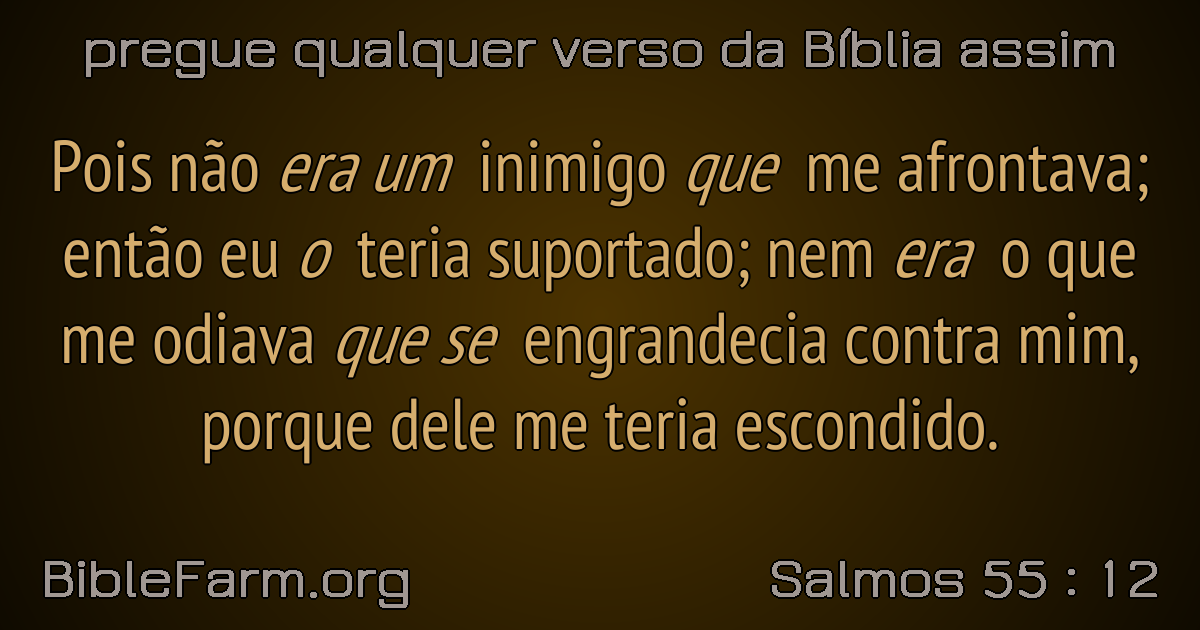 pregue qualquer verso da Bíblia assim
Pois não era um inimigo que me afrontava;
então eu o teria suportado; nem era o que
me odiava que se engrandecia contra mim,
porque dele me teria escondido.
BibleFarm.org
Salmos 55 : 12